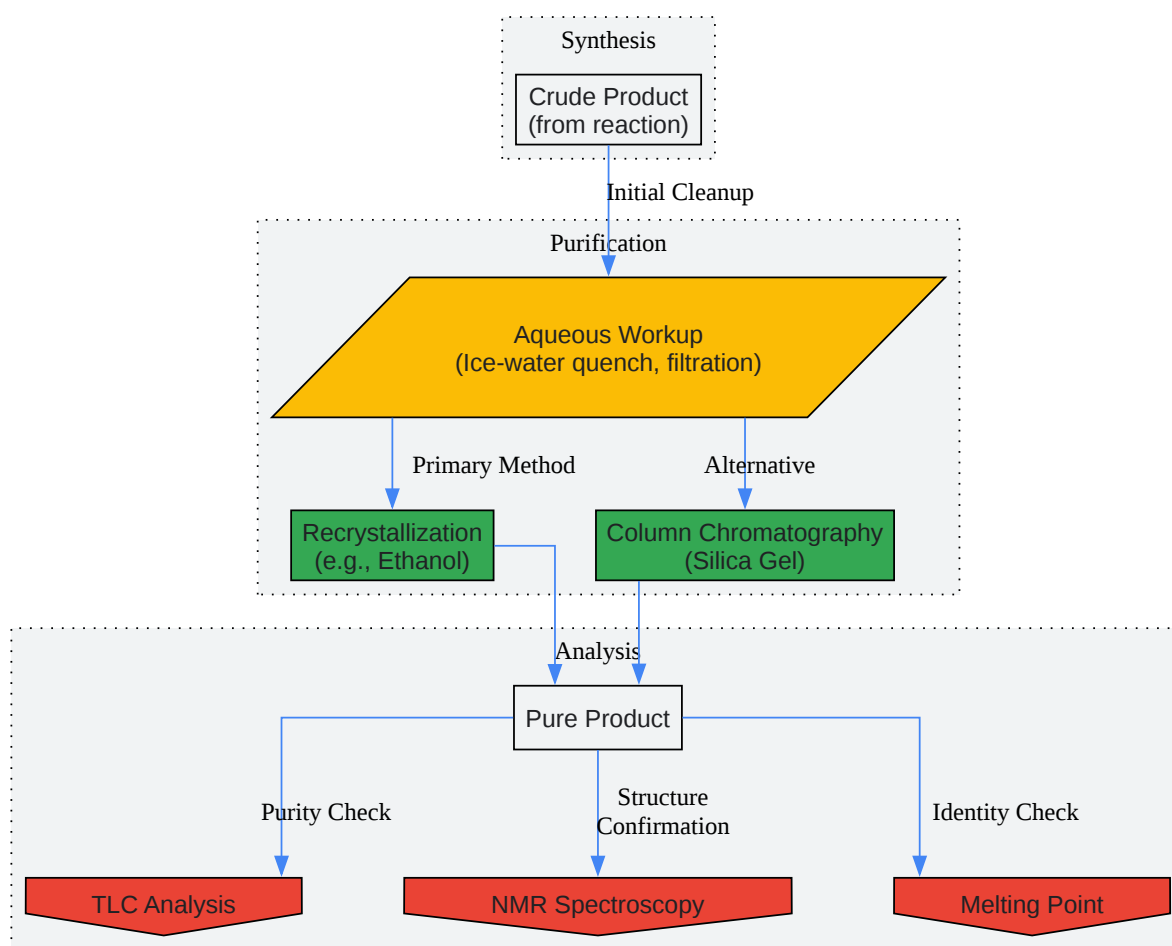 Synthesis
Crude Product
(from reaction)
Initial Cleanup
Purification
Aqueous Workup
(Ice-water quench, filtration)
Primary Method
Alternative
Recrystallization
(e.g., Ethanol)
Column Chromatography
(Silica Gel)
Analysis
Pure Product
Purity Check
Structure
Confirmation
Identity Check
TLC Analysis
NMR Spectroscopy
Melting Point